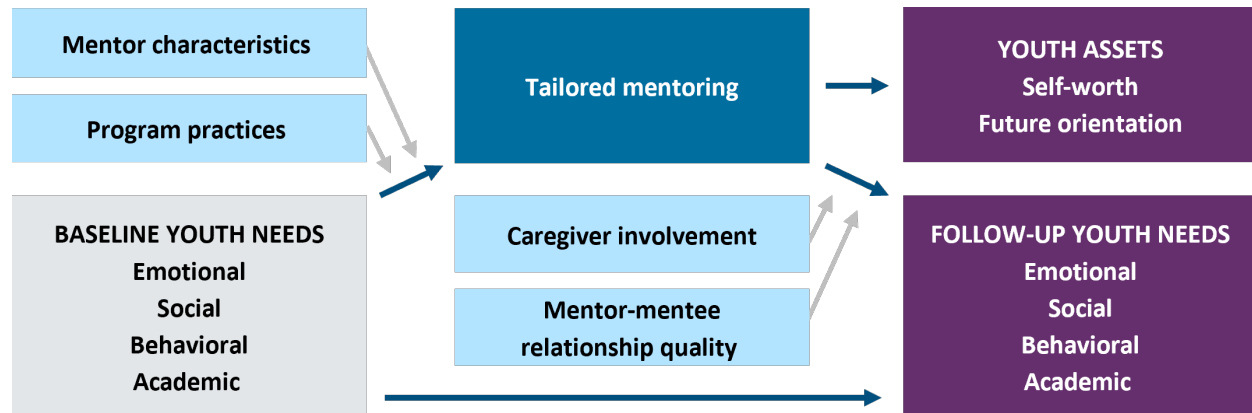 Mentor characteristics
Program practices
BASELINE YOUTH NEEDS
Emotional
Social
Behavioral
Academic
Tailored mentoring
Caregiver involvement
Mentor-mentee
relationship quality
YOUTH ASSETS
Self-worth
Future orientation
FOLLOW-UP YOUTH NEEDS
Emotional
Social
Behavioral
Academic